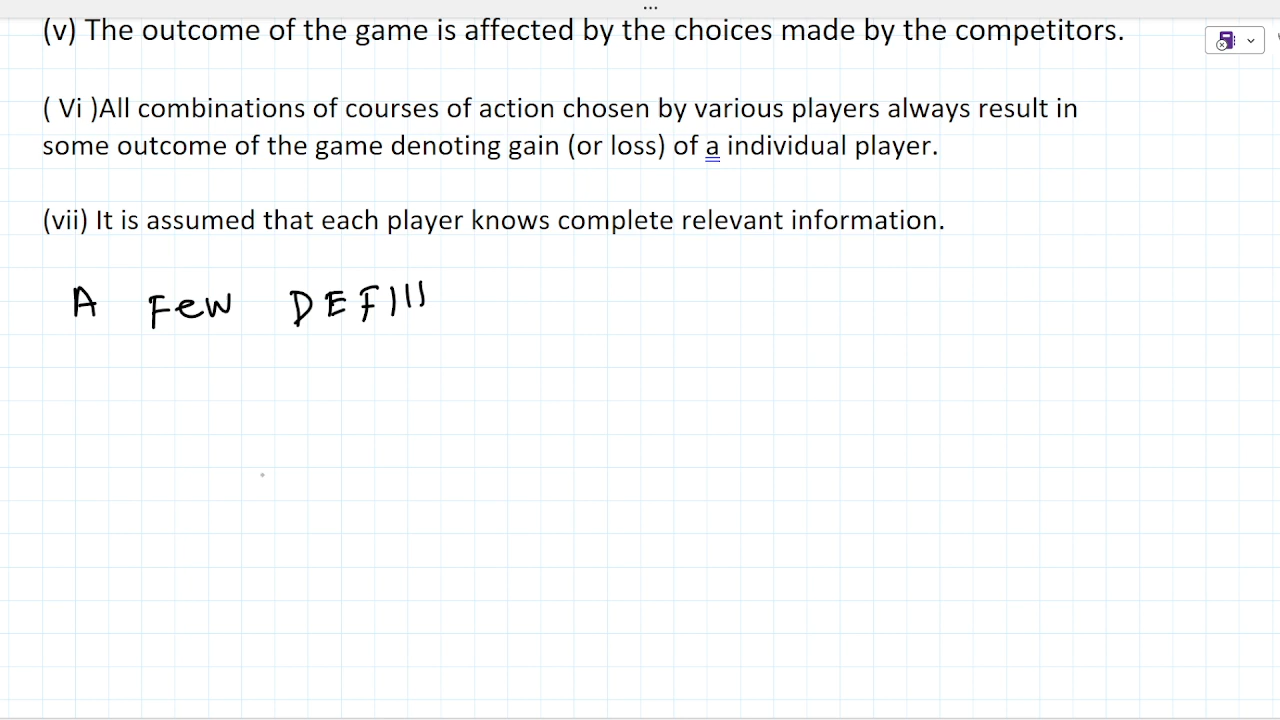 (v) The outcome of the game is affected by the choices made by the competitors.
( Vi )All combinations of courses of action chosen by various players always result in
some outcome of the game denoting gain (or loss) of a individual player.
(vii) It is assumed that each player knows complete relevant information.
A FeW